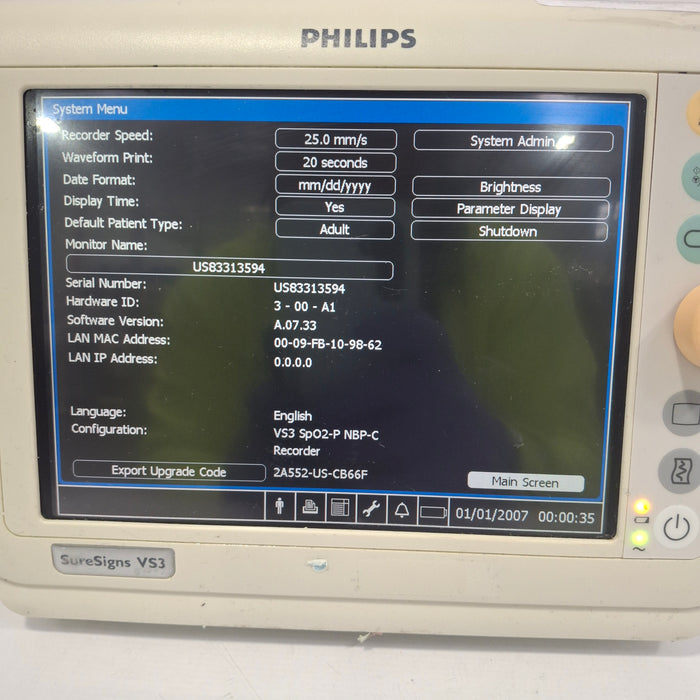 PHILIPS
System Menu
Recorder Speed: 25.0 mm/s System Admin
Waveform Print: 20 seconds
Date Format: mm/dd/yyyy Brightness
Display Time: Yes Parameter Display
Default Patient Type: Adult Shutdown
Monitor Name:
US83313594
Serial Number: US83313594
Hardware ID: 3 - 00 - A1
Software Version: A.07.33
LAN MAC Address: 00-09-FB-10-98-62
LAN IP Address: 0.0.0.0
Language: English
Configuration: VS3 SpO2-P NBP-C
Recorder
Export Upgrade Code 2A552-US-CB66F Main Screen
01/01/2007 00:00:35
SureSigns VS3